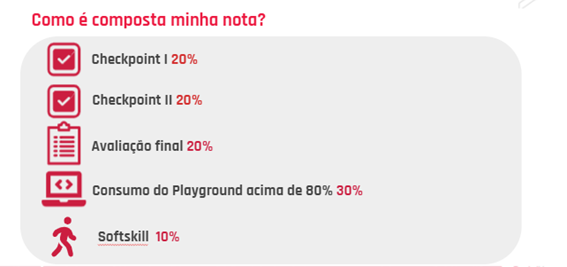 Como é composta minha nota?
Checkpoint I 20%
Checkpoint II 20%
Avaliação final 20%
Consumo do Playground acima de 80% 30%
Softskill 10%